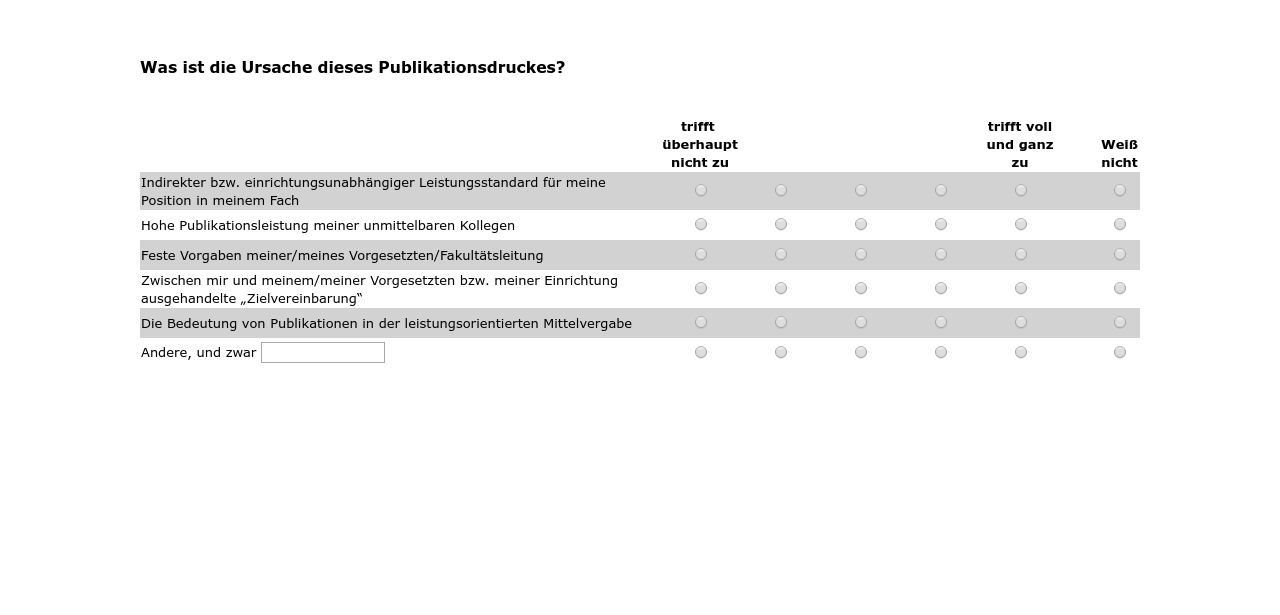 Was ist die Ursache dieses Publikationsdruckes?
trifft
überhaupt
nicht zu
trifft voll
und ganz
zu
Weiß
nicht
Indirekter bzw. einrichtungsunabhängiger Leistungsstandard für meine
Position in meinem Fach
Hohe Publikationsleistung meiner unmittelbaren Kollegen
Feste Vorgaben meiner/meines Vorgesetzten/Fakultätsleitung
Zwischen mir und meinem/meiner Vorgesetzten bzw. meiner Einrichtung
ausgehandelte „Zielvereinbarung‟
Die Bedeutung von Publikationen in der leistungsorientierten Mittelvergabe
Andere, und zwar